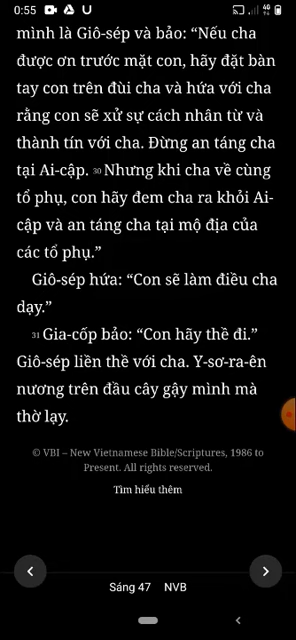 0:55
4G
mình là Giô-sép và bảo: “Nếu cha
được ơn trước mặt con, hãy đặt bàn
tay con trên đùi cha và hứa với cha
rằng con sẽ xử sự cách nhân từ và
thành tín với cha. Đừng an táng cha
tại Ai-cập. 30 Nhưng khi cha về cùng
tổ phụ, con hãy đem cha ra khỏi Ai-
cập và an táng cha tại mộ địa của
các tổ phụ.”
Giô-sép hứa: “Con sẽ làm điều cha
dạy.”
31 Gia-cốp bảo: “Con hãy thề đi.”
Giô-sép liền thề với cha. Y-sơ-ra-ên
nương trên đầu cây gậy mình mà
thờ lạy.
© VBI – New Vietnamese Bible/Scriptures, 1986 to
Present. All rights reserved.
Tìm hiểu thêm
Sáng 47 NVB